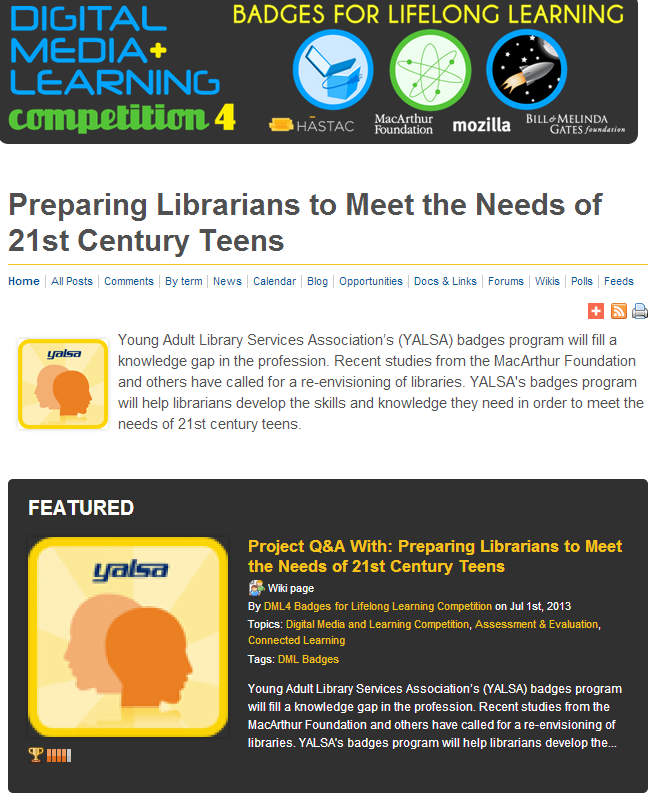 DIGITAL
MEDIA+
LEARNING
competition 4
BADGES FOR LIFELONG LEARNING
HASTAC
MacArthur
Foundation
mozilla
BILL & MELINDA
GATES foundation
Preparing Librarians to Meet the Needs of
21st Century Teens
Home | All Posts | Comments | By term | News | Calendar | Blog | Opportunities | Docs & Links | Forums | Wikis | Polls | Feeds
yalsa
Young Adult Library Services Association's (YALSA) badges program will fill a
knowledge gap in the profession. Recent studies from the MacArthur Foundation
and others have called for a re-envisioning of libraries. YALSA's badges program
will help librarians develop the skills and knowledge they need in order to meet the
needs of 21st century teens.
FEATURED
yalsa
Project Q&A With: Preparing Librarians to Meet
the Needs of 21st Century Teens
Wiki page
By DML4 Badges for Lifelong Learning Competition on Jul 1st, 2013
Topics: Digital Media and Learning Competition, Assessment & Evaluation,
Connected Learning
Tags: DML Badges
Young Adult Library Services Association's (YALSA) badges program
will fill a knowledge gap in the profession. Recent studies from the
MacArthur Foundation and others have called for a re-envisioning of
libraries. YALSA's badges program will help librarians develop the...